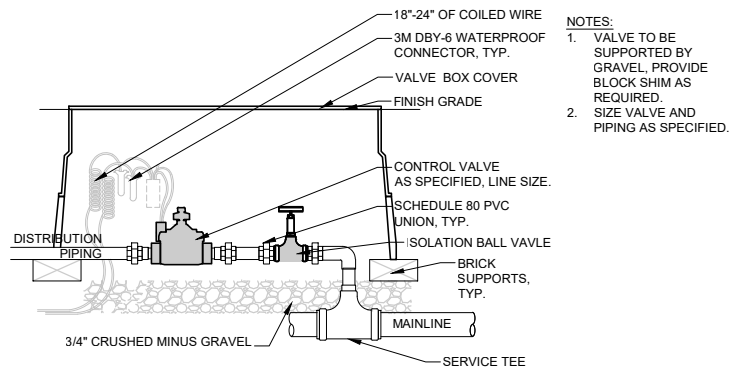 18"-24" OF COILED WIRE
3M DBY-6 WATERPROOF
CONNECTOR, TYP.
VALVE BOX COVER
FINISH GRADE
CONTROL VALVE
AS SPECIFIED, LINE SIZE.
SCHEDULE 80 PVC
UNION, TYP.
ISOLATION BALL VAVLE
BRICK
SUPPORTS,
TYP.
DISTRIBUTION
PIPING
MAINLINE
3/4" CRUSHED MINUS GRAVEL
SERVICE TEE
NOTES:
1. VALVE TO BE
SUPPORTED BY
GRAVEL, PROVIDE
BLOCK SHIM AS
REQUIRED.
2. SIZE VALVE AND
PIPING AS SPECIFIED.